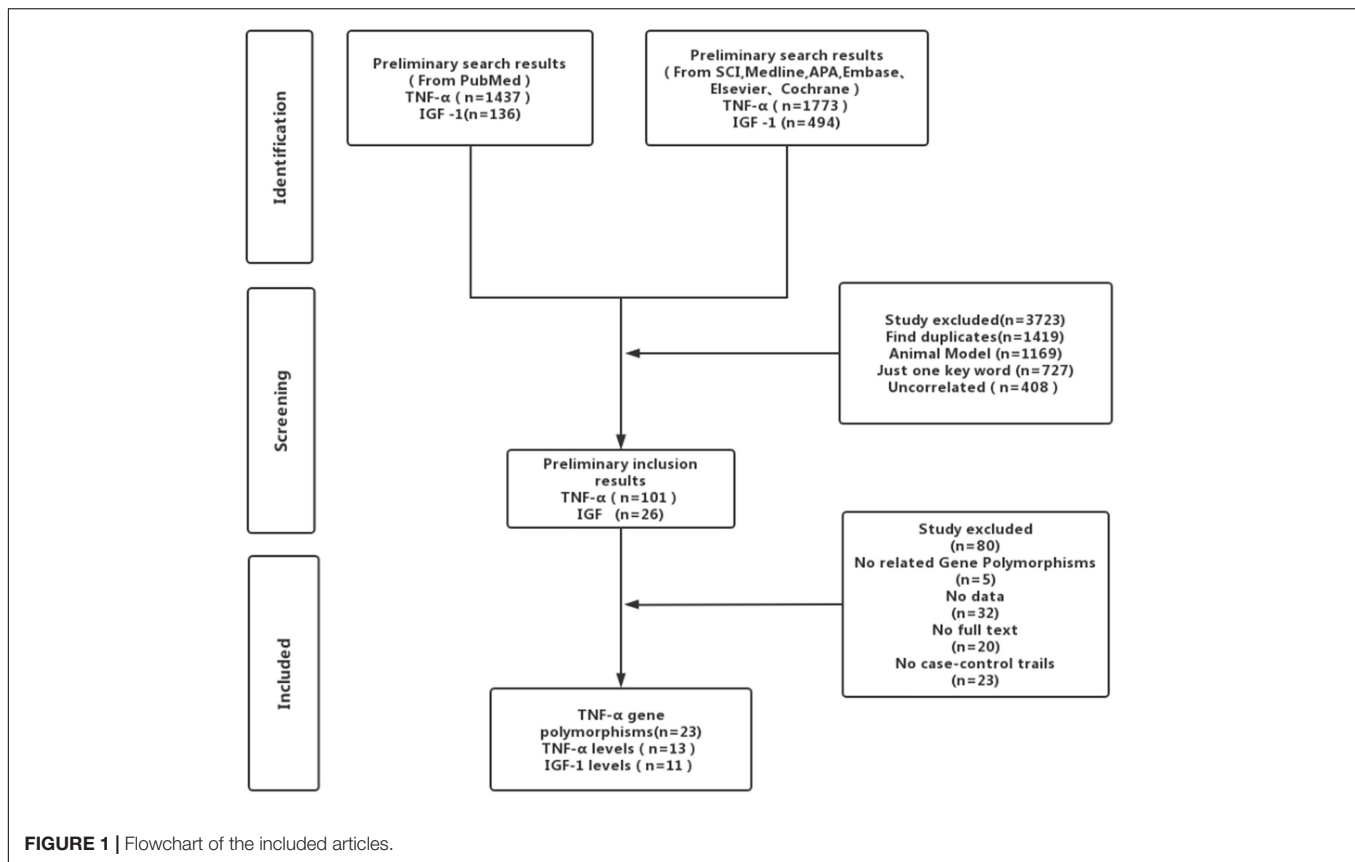 Identification
Preliminary search results
( From PubMed )
TNF-α ( n=1437 )
IGF -1(n=136)
Preliminary search results
( From SCI,Medline,APA,Embase、
Elsevier、Cochrane )
TNF-α ( n=1773 )
IGF -1 (n=494)
Screening
Study excluded(n=3723)
Find duplicates(n=1419)
Animal Model (n=1169)
Just one key word (n=727)
Uncorrelated ( n=408 )
Preliminary inclusion
results
TNF-α ( n=101 )
IGF (n=26)
Study excluded
(n=80)
No related Gene Polymorphisms
(n=5)
No data
(n=32)
No full text
(n=20)
No case-control trails
(n=23)
Included
TNF-α gene
polymorphisms(n=23)
TNF-α levels ( n=13 )
IGF-1 levels ( n=11 )
FIGURE 1 | Flowchart of the included articles.